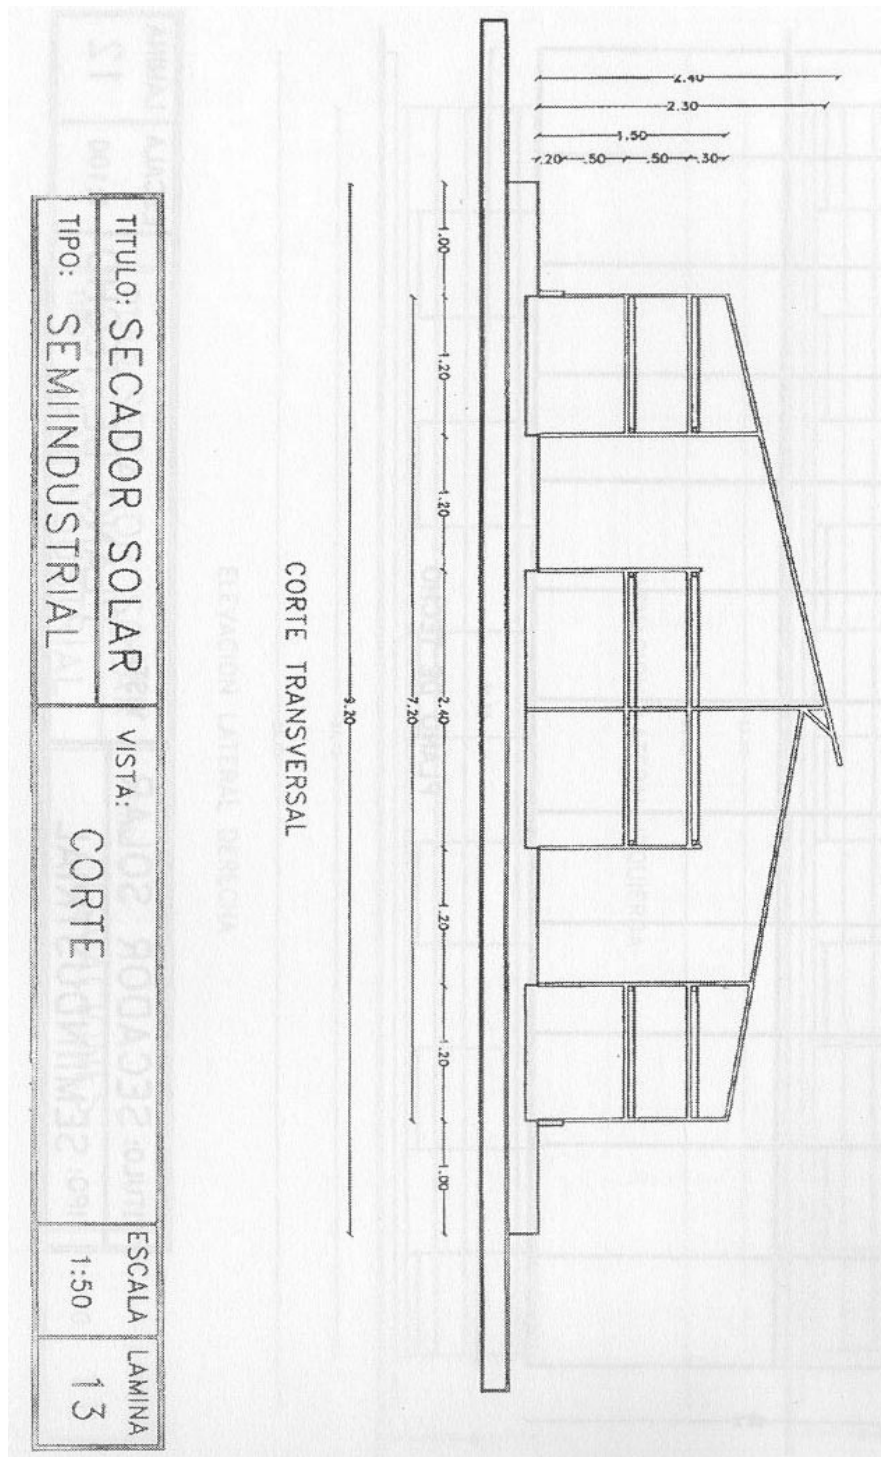 2.40
2.30
1.50
.20 .50 .50 .30
1.00 1.20 1.20 2.40 1.20 1.20 1.00
7.20
9.20
CORTE TRANSVERSAL
TITULO: SECADOR SOLAR
TIPO: SEMIINDUSTRIAL
VISTA:
CORTE
ESCALA
1:50
LAMINA
13